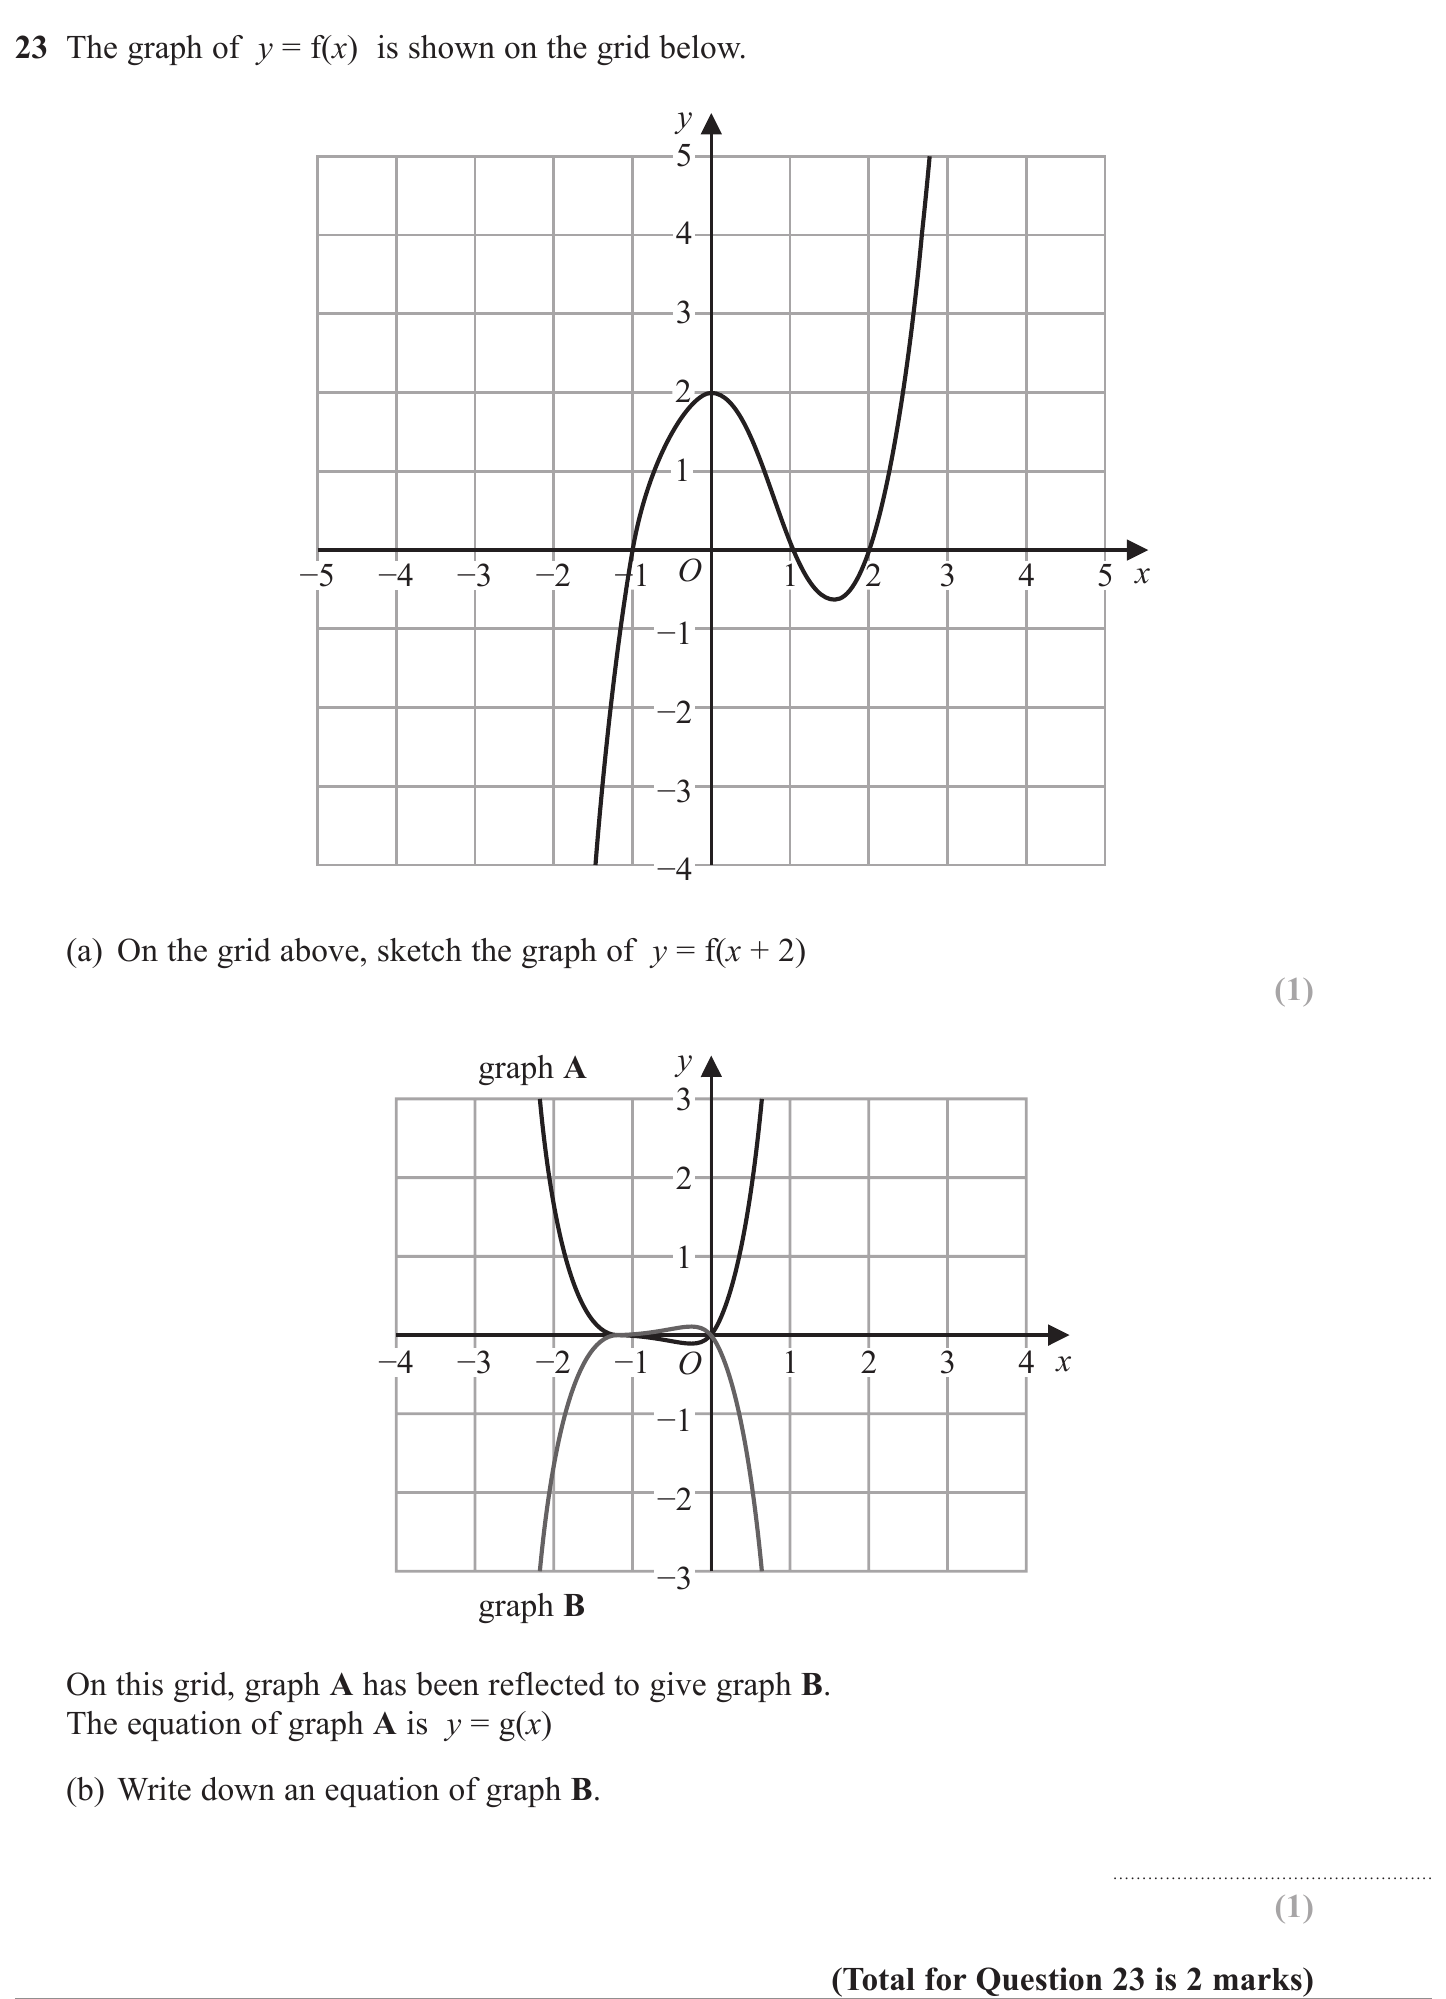 23 The graph of y = f(x) is shown on the grid below.
y
5
4
3
2
1
−5 −4 −3 −2 −1 O 1 2 3 4 5 x
−1
−2
−3
−4
(a) On the grid above, sketch the graph of y = f(x + 2)
(1)
graph A y
3
2
1
−4 −3 −2 −1 O 1 2 3 4 x
−1
−2
−3
graph B
On this grid, graph A has been reflected to give graph B.
The equation of graph A is y = g(x)
(b) Write down an equation of graph B.
(1)
(Total for Question 23 is 2 marks)